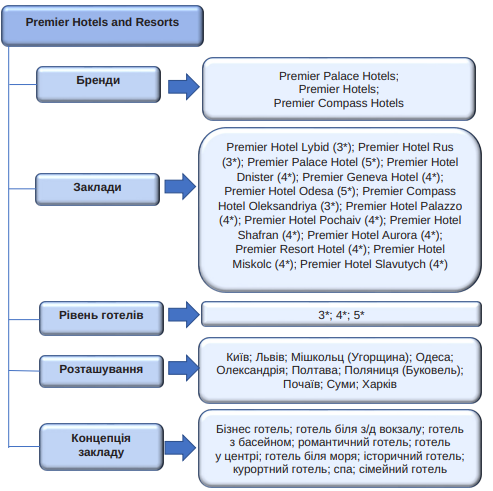 Premier Hotels and Resorts
Бренди
Premier Palace Hotels;
Premier Hotels;
Premier Compass Hotels
Заклади
Premier Hotel Lybid (3*); Premier Hotel Rus
(3*); Premier Palace Hotel (5*); Premier Hotel
Dnister (4*); Premier Geneva Hotel (4*);
Premier Hotel Odesa (5*); Premier Compass
Hotel Oleksandriya (3*); Premier Hotel Palazzo
(4*); Premier Hotel Pochaiv (4*); Premier Hotel
Shafran (4*); Premier Hotel Aurora (4*);
Premier Resort Hotel (4*); Premier Hotel
Miskolc (4*); Premier Hotel Slavutych (4*)
Рівень готелів
3*; 4*; 5*
Розташування
Київ; Львів; Мішкольц (Угорщина); Одеса;
Олександрія; Полтава; Поляниця (Буковель);
Почаїв; Суми; Харків
Концепція
закладу
Бізнес готель; готель біля з/д вокзалу; готель
з басейном; романтичний готель; готель
у центрі; готель біля моря; історичний готель;
курортний готель; спа; сімейний готель